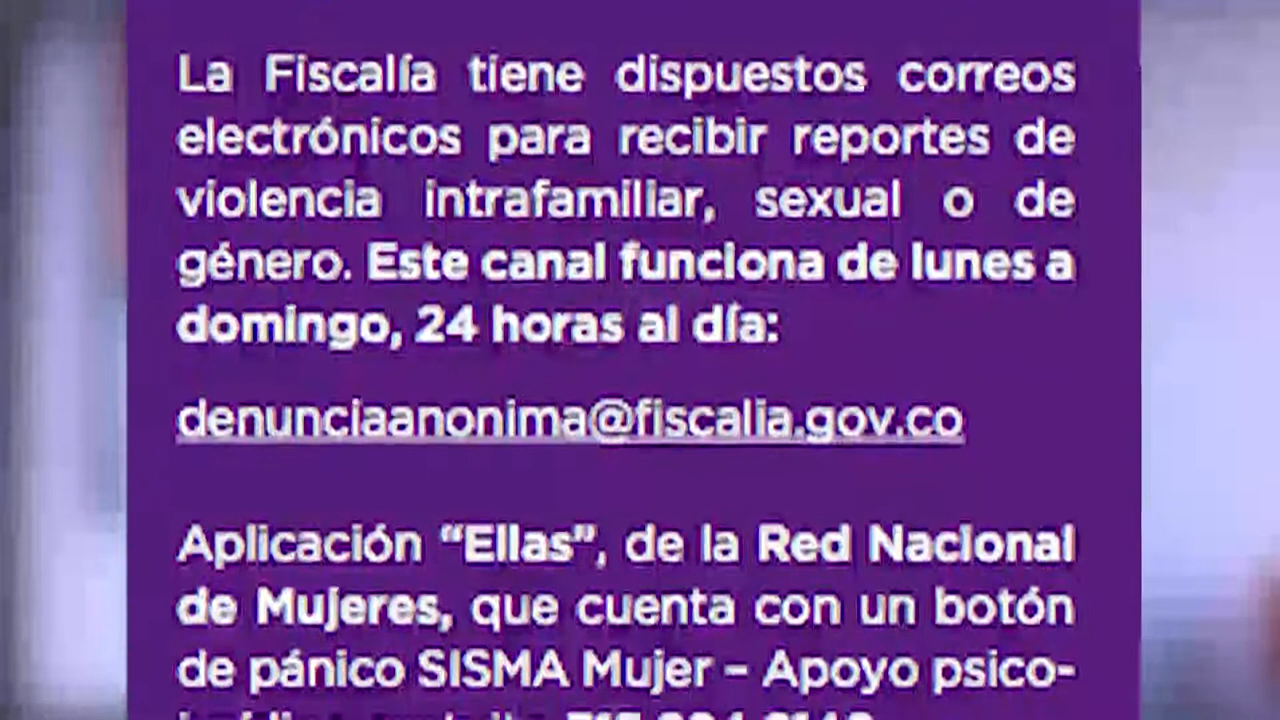 La Fiscalía tiene dispuestos correos
electrónicos para recibir reportes de
violencia intrafamiliar, sexual o de
género. Este canal funciona de lunes a
domingo, 24 horas al día:
denunciaanonima@fiscalia.gov.co
Aplicación “Ellas”, de la Red Nacional
de Mujeres, que cuenta con un botón
de pánico SISMA Mujer – Apoyo psico-